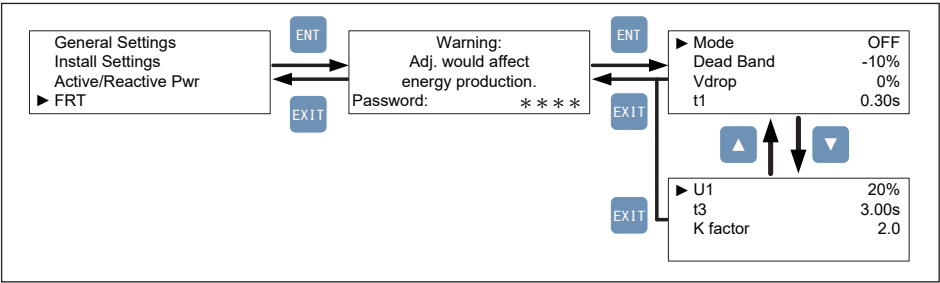 General Settings
Install Settings
Active/Reactive Pwr
► FRT
ENT
EXIT
Warning:
Adj. would affect
energy production.
Password: ****
ENT
EXIT
► Mode OFF
Dead Band -10%
Vdrop 0%
t1 0.30s
▲ ▼
EXIT
► U1 20%
t3 3.00s
K factor 2.0